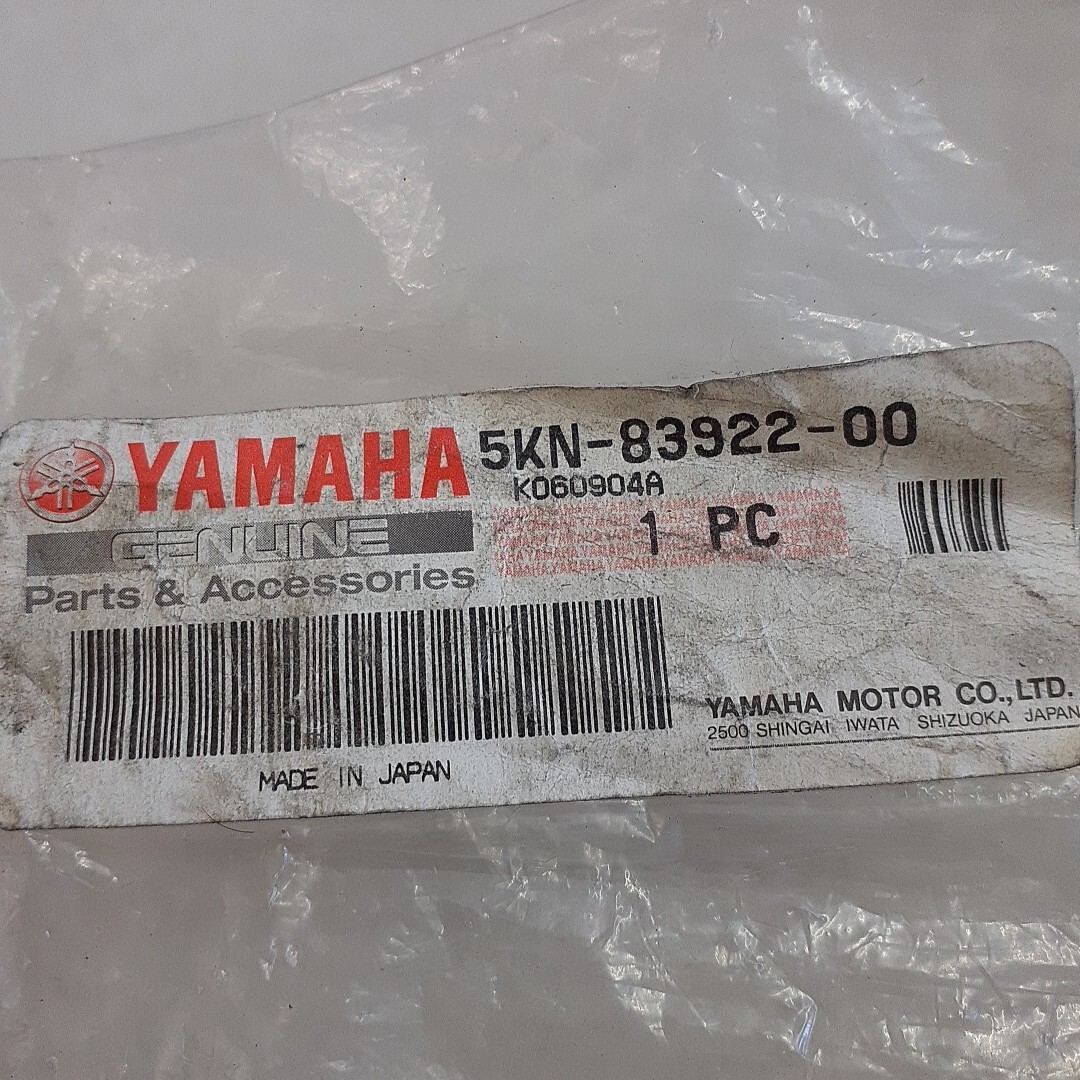 YAMAHA 5KN-83922-00
K060904A
GENUINE
1 PC
Parts & Accessories
YAMAHA MOTOR CO.,LTD.
2500 SHINGAI IWATA SHIZUOKA JAPAN
MADE IN JAPAN